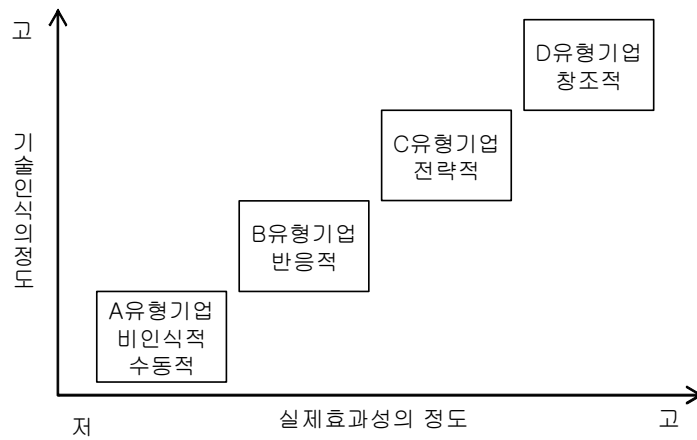 고
D유형기업
창조적
C유형기업
전략적
기술인식의정도
B유형기업
반응적
A유형기업
비인식적
수동적
저
실제효과성의 정도
고